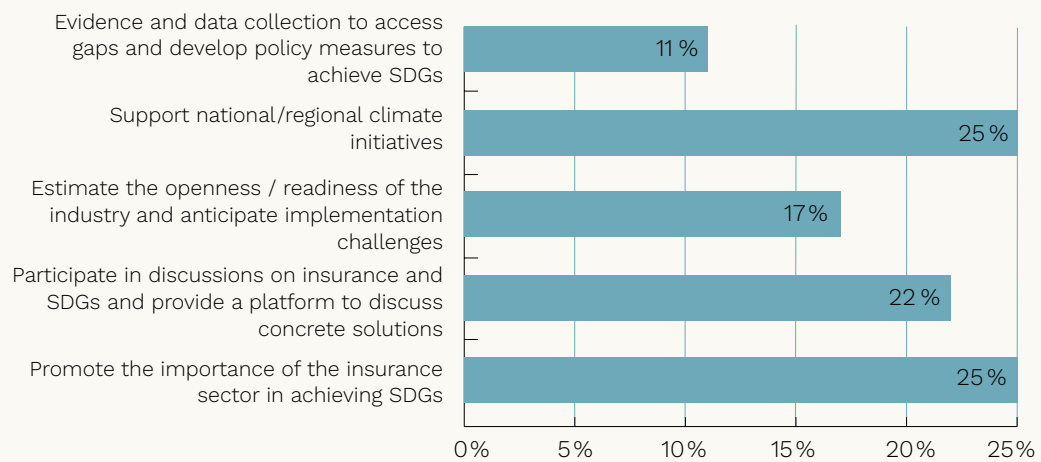 Evidence and data collection to access
gaps and develop policy measures to
achieve SDGs
11 %
Support national/regional climate
initiatives
25 %
Estimate the openness / readiness of the
industry and anticipate implementation
challenges
17 %
Participate in discussions on insurance and
SDGs and provide a platform to discuss
concrete solutions
22 %
Promote the importance of the insurance
sector in achieving SDGs
25 %
0% 5% 10% 15% 20% 25%